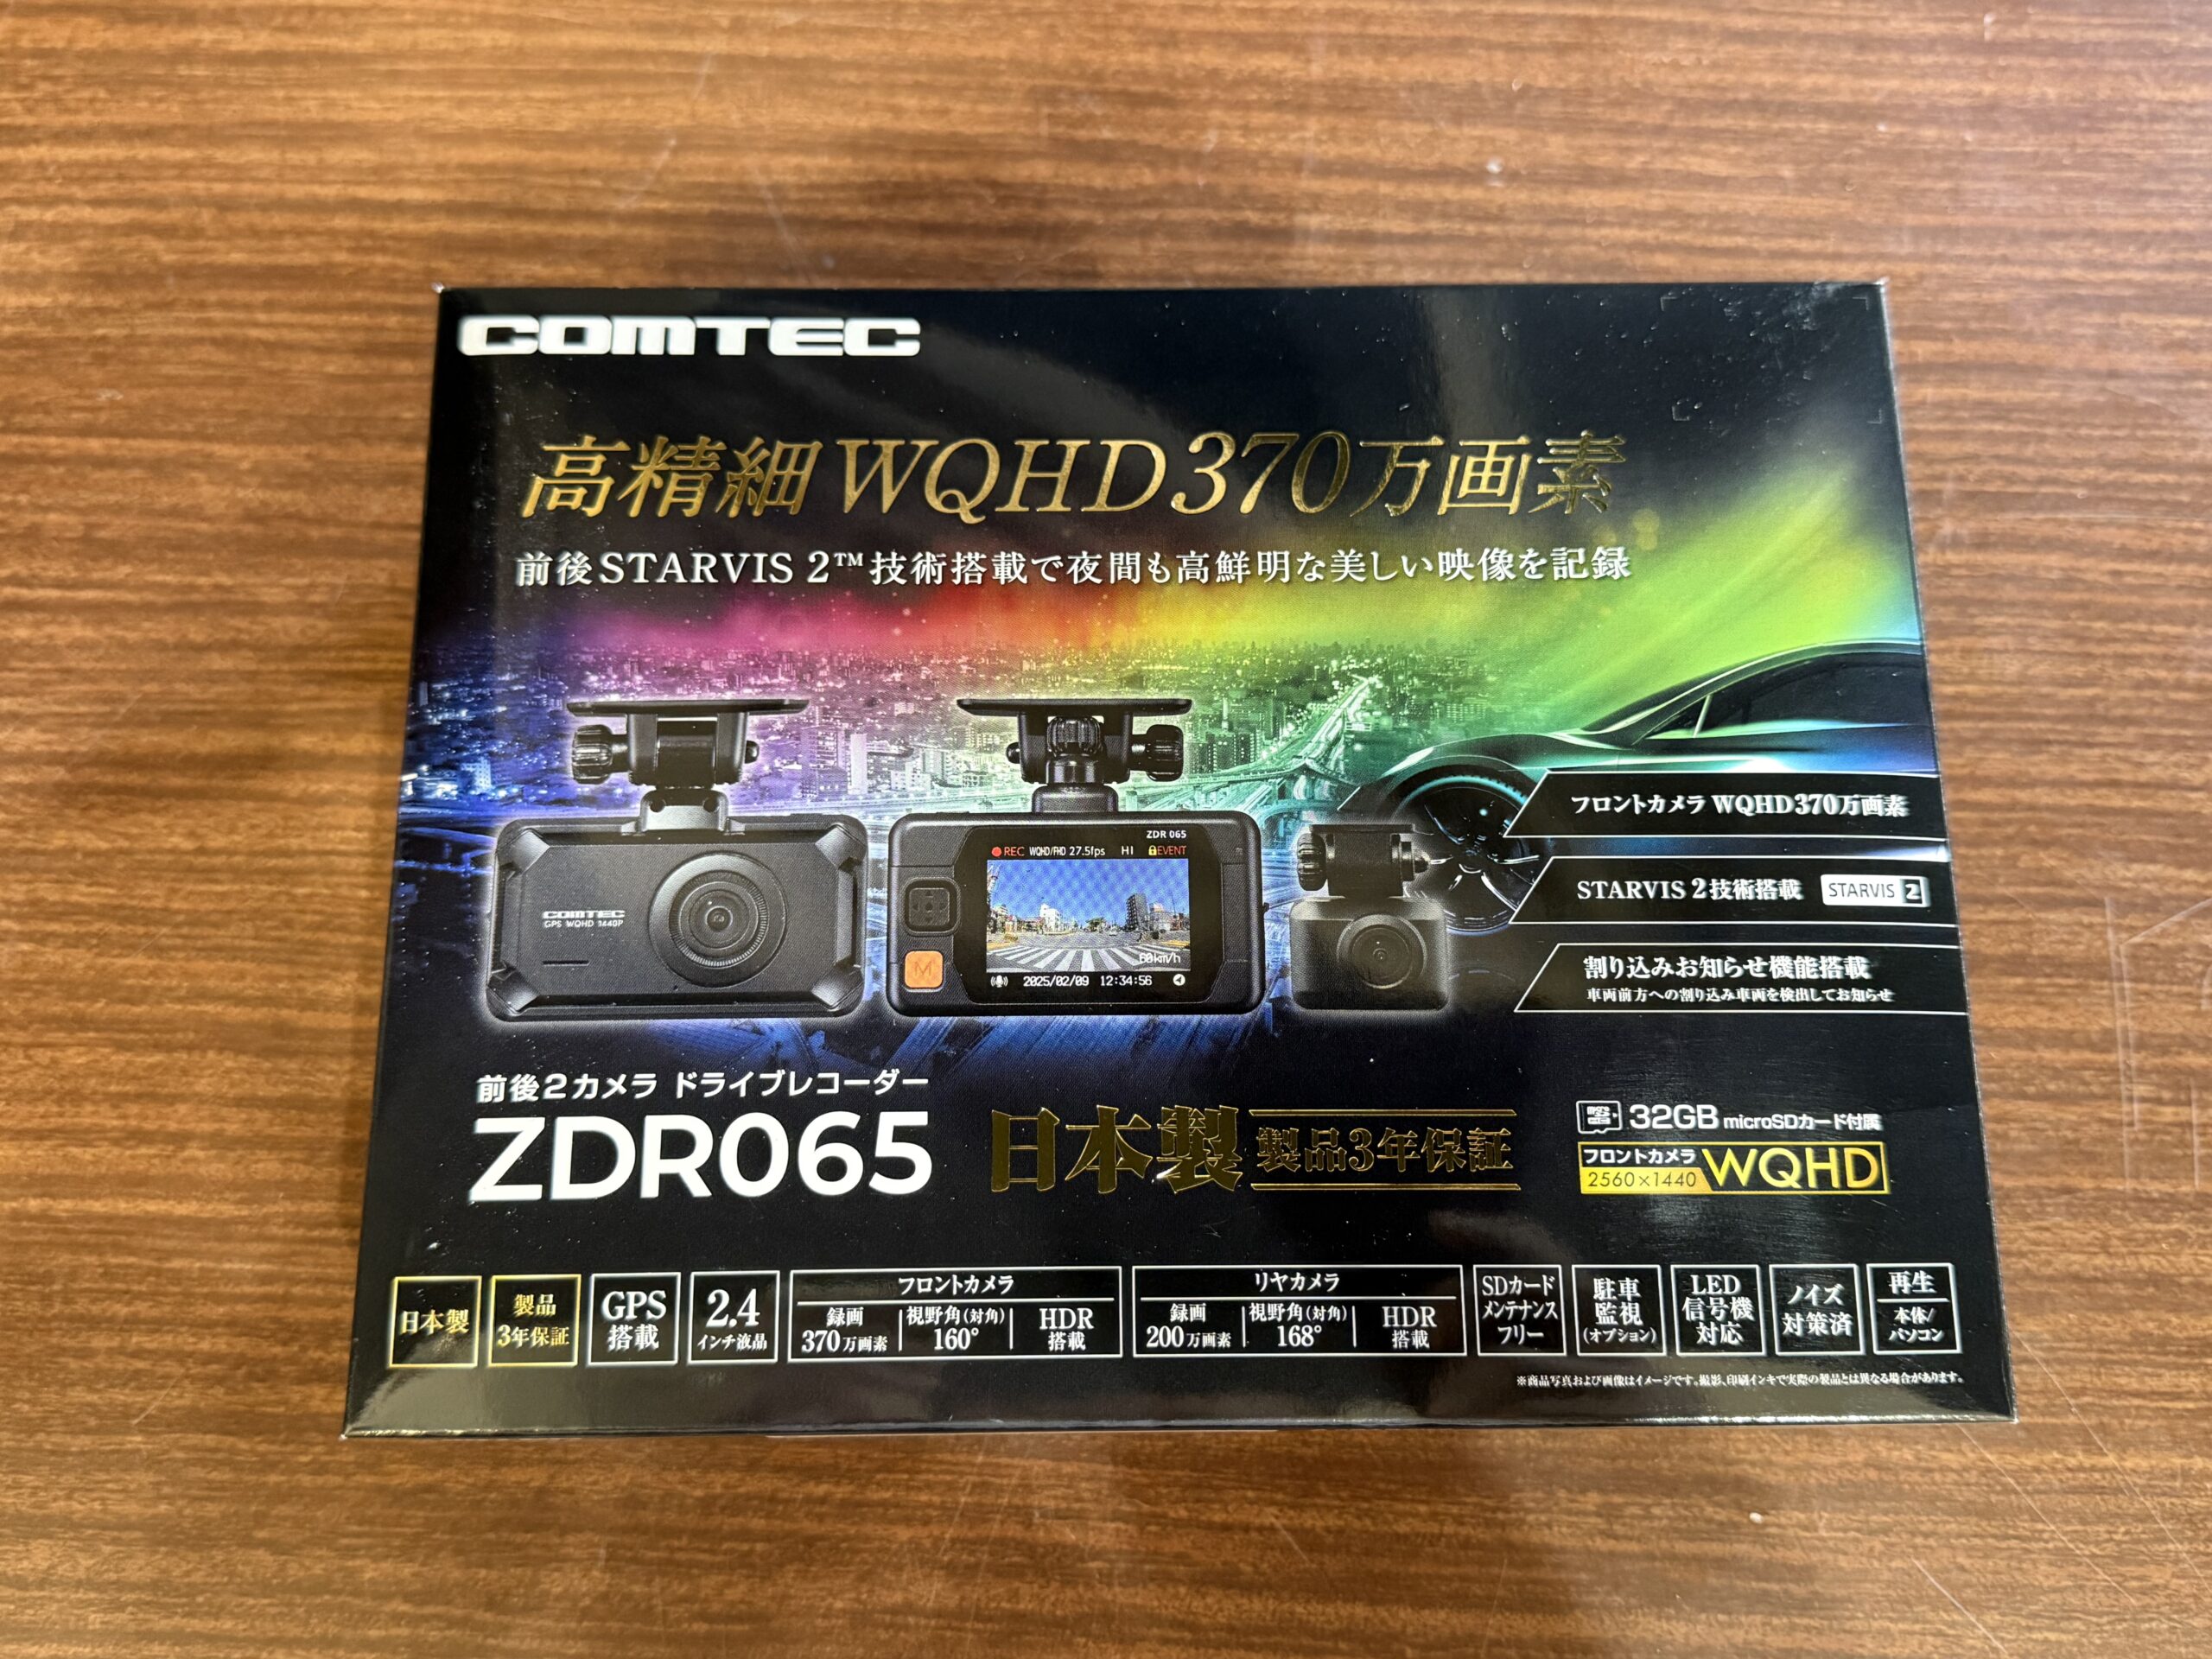 COMTEC
高精細WQHD370万画素
前後STARVIS 2™技術搭載で夜間も高鮮明な美しい映像を記録
フロントカメラ WQHD370万画素
STARVIS 2技術搭載 STARVIS 2
割り込みお知らせ機能搭載
車両前方への割り込み車両を検出してお知らせ
COMTEC
GPS WQHD 1440P
ZDR 065
REC WQHD/FHD 27.5fps HI EVENT
60km/h
2025/02/09 12:34:56
M
前後2カメラ ドライブレコーダー
ZDR065
日本製 製品3年保証
32GB microSDカード付属
フロントカメラ
2560×1440
WQHD
日本製
製品
3年保証
GPS
搭載
2.4
インチ液晶
フロントカメラ
録画
370万画素
視野角(対角)
160°
HDR
搭載
リヤカメラ
録画
200万画素
視野角(対角)
168°
HDR
搭載
SDカード
メンテナンス
フリー
駐車
監視
(オプション)
LED
信号機
対応
ノイズ
対策済
再生
本体/
パソコン
※商品写真および画像はイメージです。撮影、印刷インキで実際の製品とは異なる場合があります。